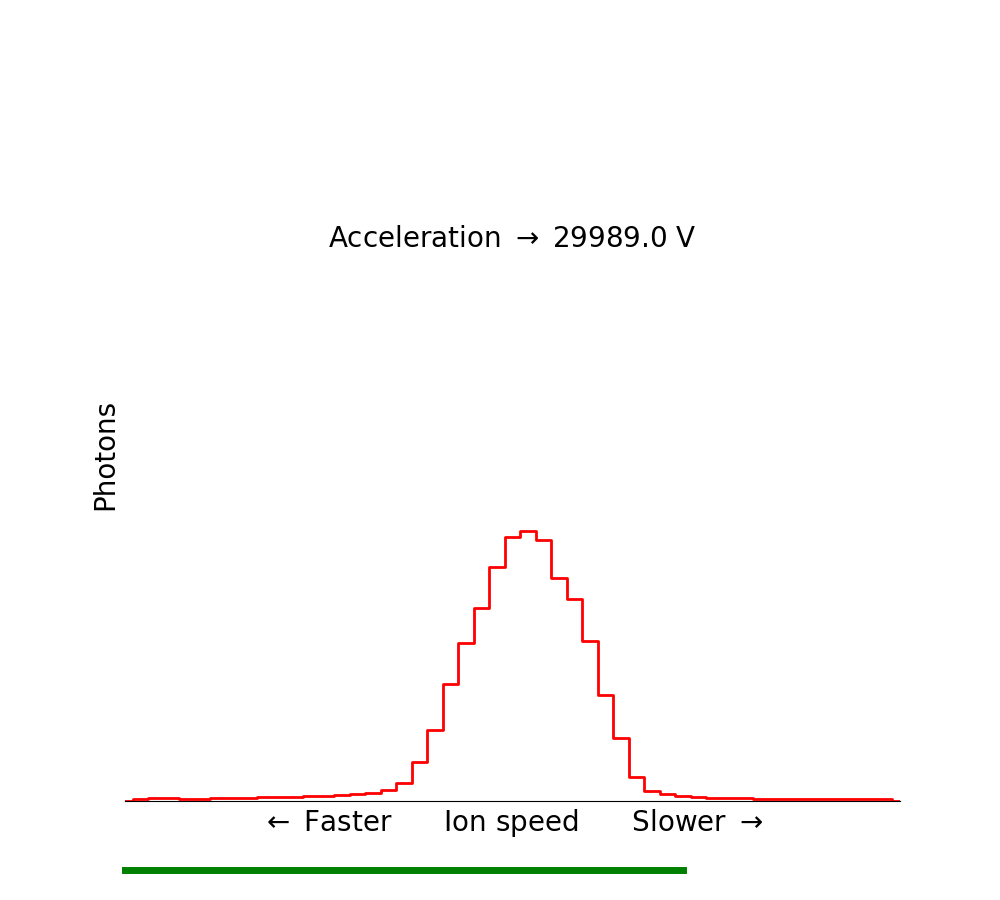 Acceleration → 29989.0 V
Photons
← Faster Ion speed Slower →